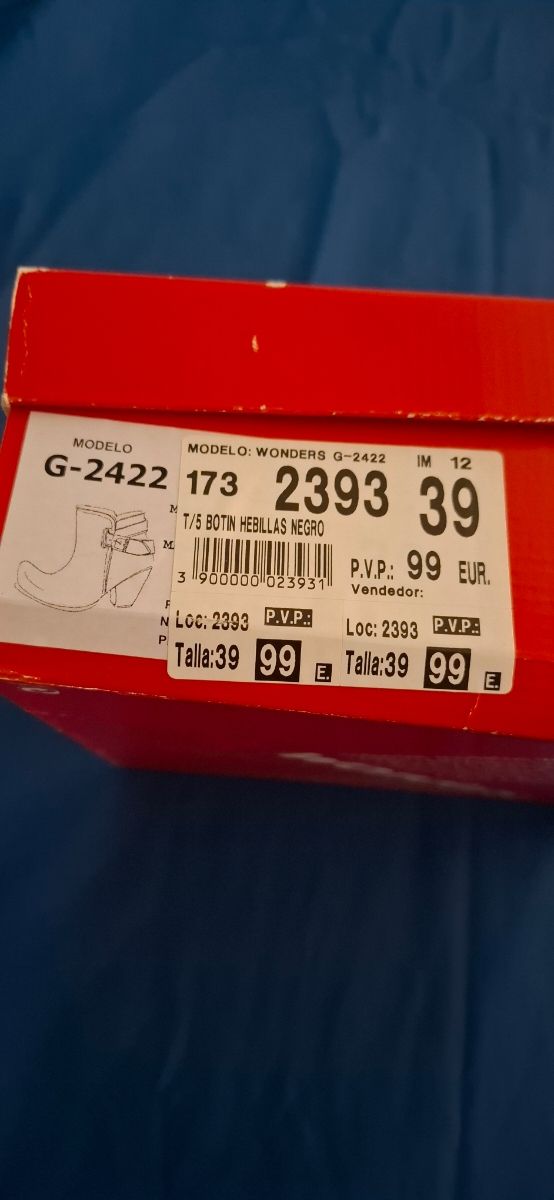 MODELO
G-2422
MODELO: WONDERS G-2422 IM 12
173 2393 39
T/5 BOTIN HEBILLAS NEGRO
3 900000 023931
P.V.P.: 99 EUR.
Vendedor:
Loc: 2393 P.V.P.:
Talla:39 99 E.
Loc: 2393 P.V.P.:
Talla:39 99 E.